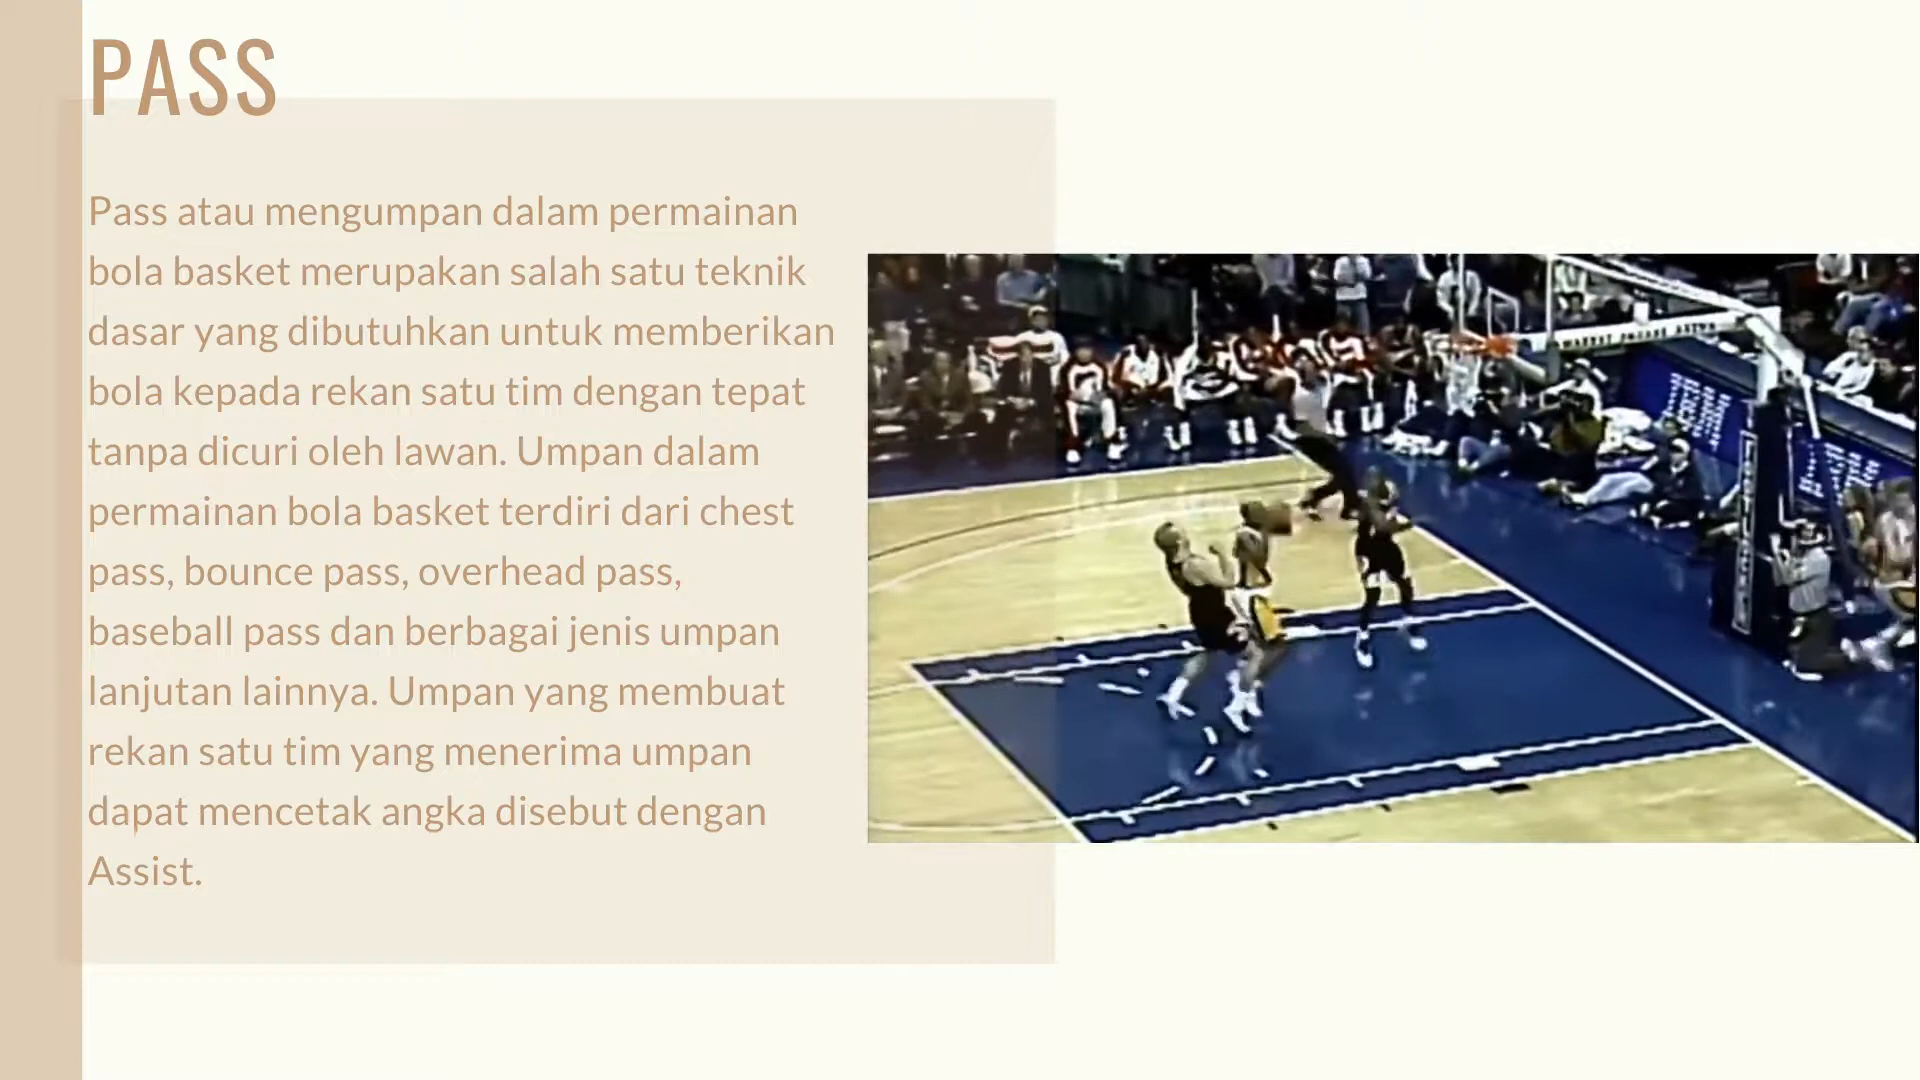 PASS
Pass atau mengumpan dalam permainan
bola basket merupakan salah satu teknik
dasar yang dibutuhkan untuk memberikan
bola kepada rekan satu tim dengan tepat
tanpa dicuri oleh lawan. Umpan dalam
permainan bola basket terdiri dari chest
pass, bounce pass, overhead pass,
baseball pass dan berbagai jenis umpan
lanjutan lainnya. Umpan yang membuat
rekan satu tim yang menerima umpan
dapat mencetak angka disebut dengan
Assist.